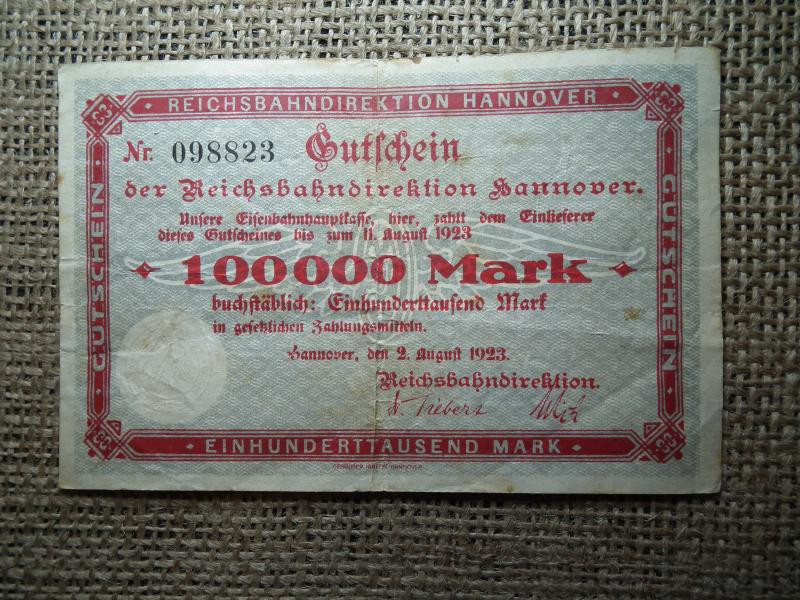 REICHSBAHNDIREKTION HANNOVER
Nr. 098823 Gutschein
der Reichsbahndirektion Hannover.
Unsere Eisenbahnhauptkasse, hier, zahlt dem Einlieferer
dieses Gutscheines bis zum 11. August 1923
100000 Mark
buchstäblich: Einhunderttausend Mark
in gesetzlichen Zahlungsmitteln.
Hannover, den 2. August 1923.
Reichsbahndirektion.
EINHUNDERTTAUSEND MARK
GUTSCHEIN
GUTSCHEIN
HANNOVER